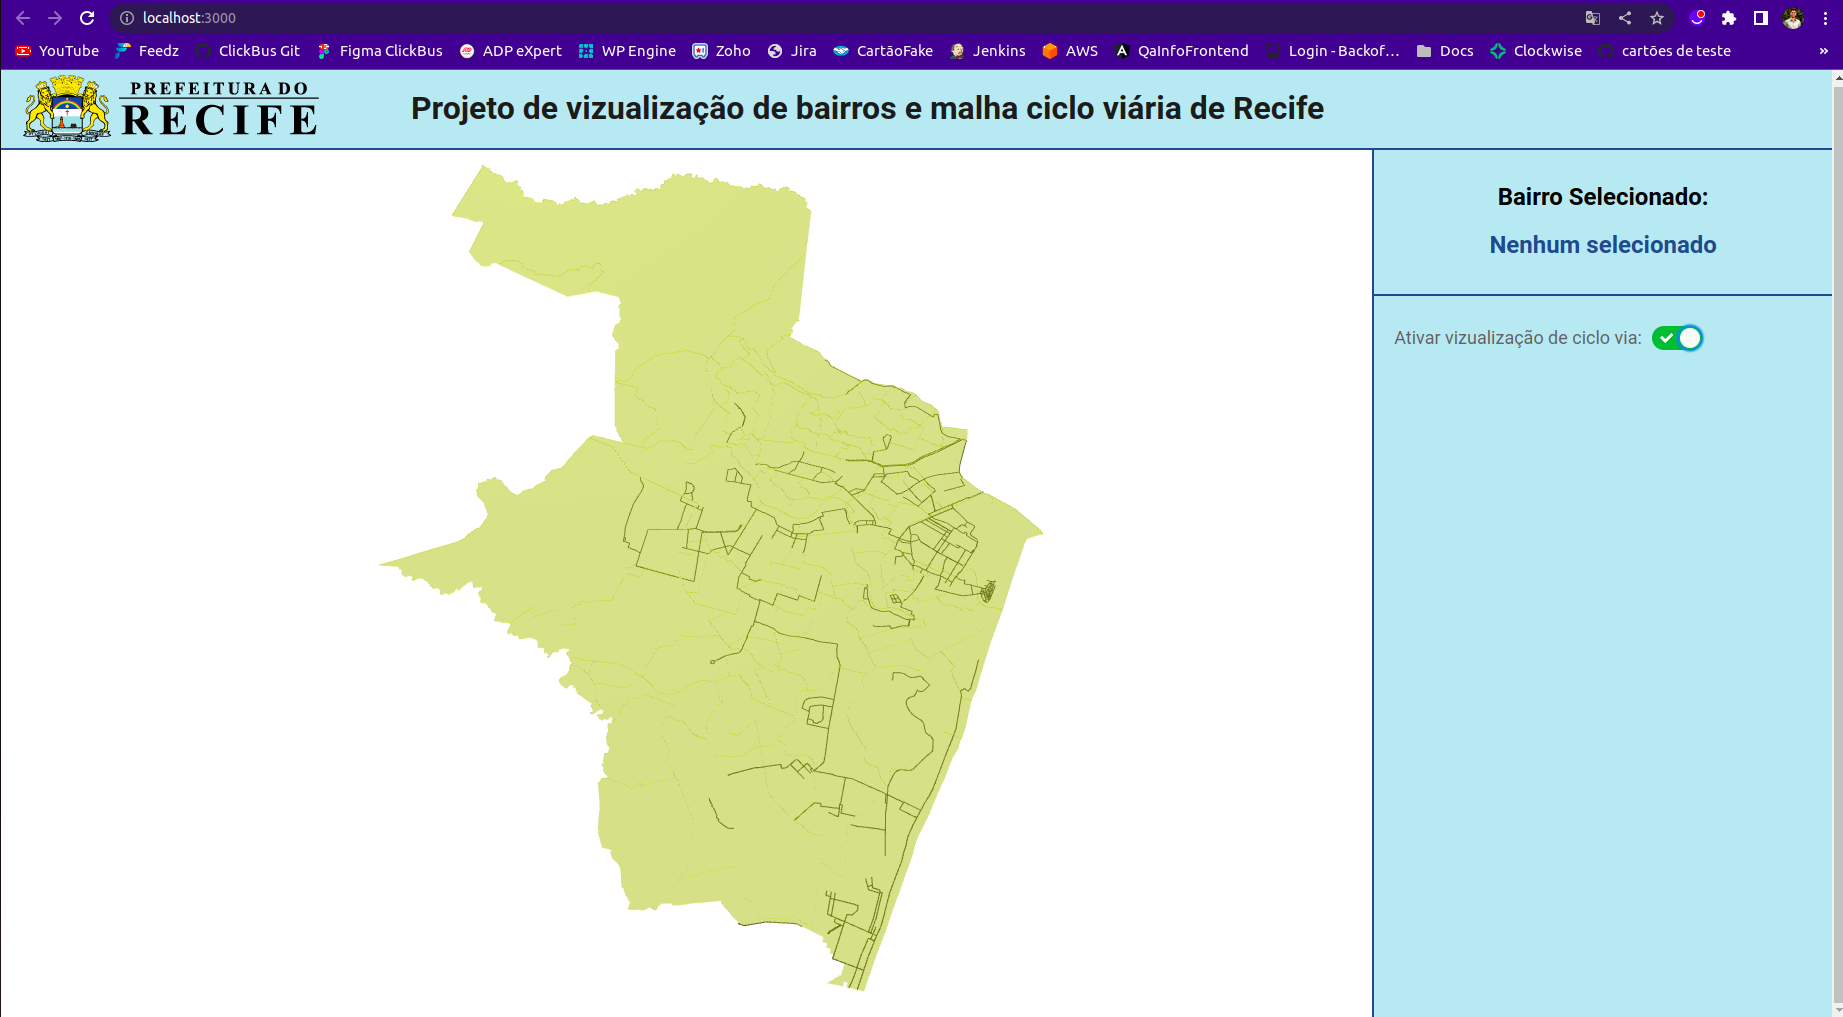 localhost:3000
YouTube Feedz ClickBus Git Figma ClickBus ADP eXpert WP Engine Zoho Jira CartãoFake Jenkins AWS QaInfoFrontend Login - Backof... Docs Clockwise cartões de teste »
PREFEITURA DO
RECIFE
Projeto de vizualização de bairros e malha ciclo viária de Recife
Bairro Selecionado:
Nenhum selecionado
Ativar vizualização de ciclo via: